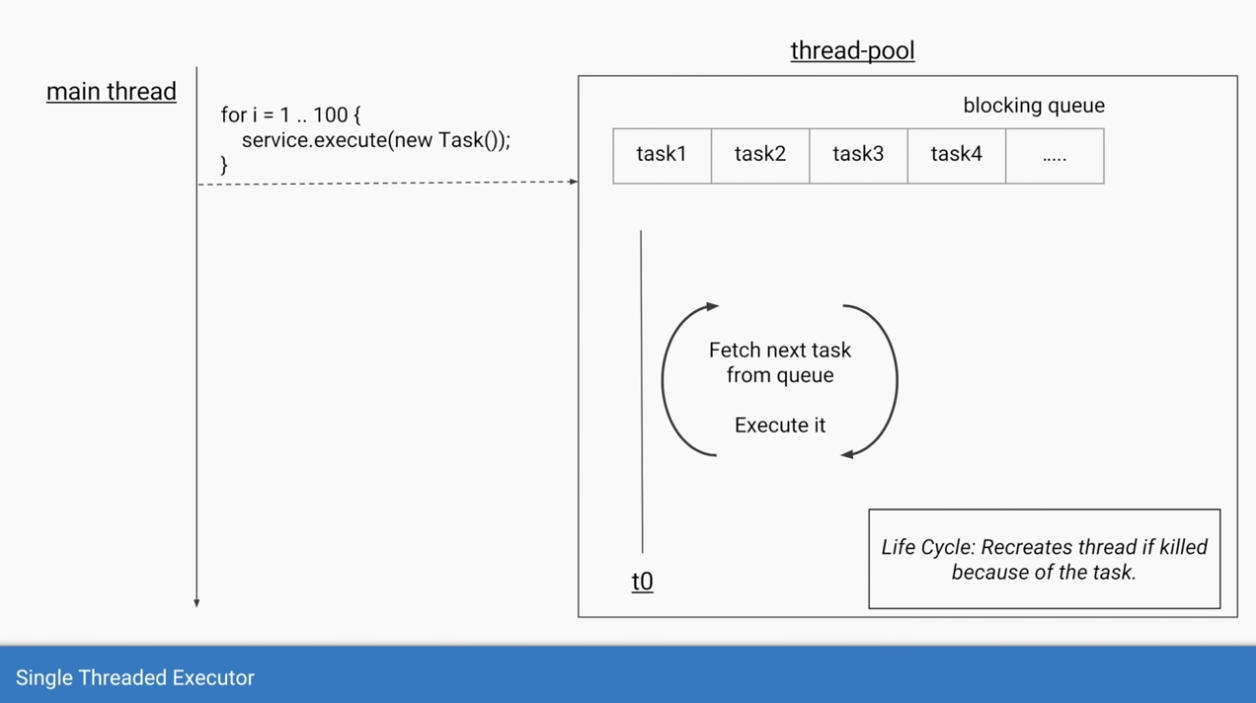 thread-pool
main thread
for i = 1 .. 100 {
service.execute(new Task());
}
blocking queue
task1 task2 task3 task4 .....
Fetch next task
from queue
Execute it
Life Cycle: Recreates thread if killed
because of the task.
t0
Single Threaded Executor